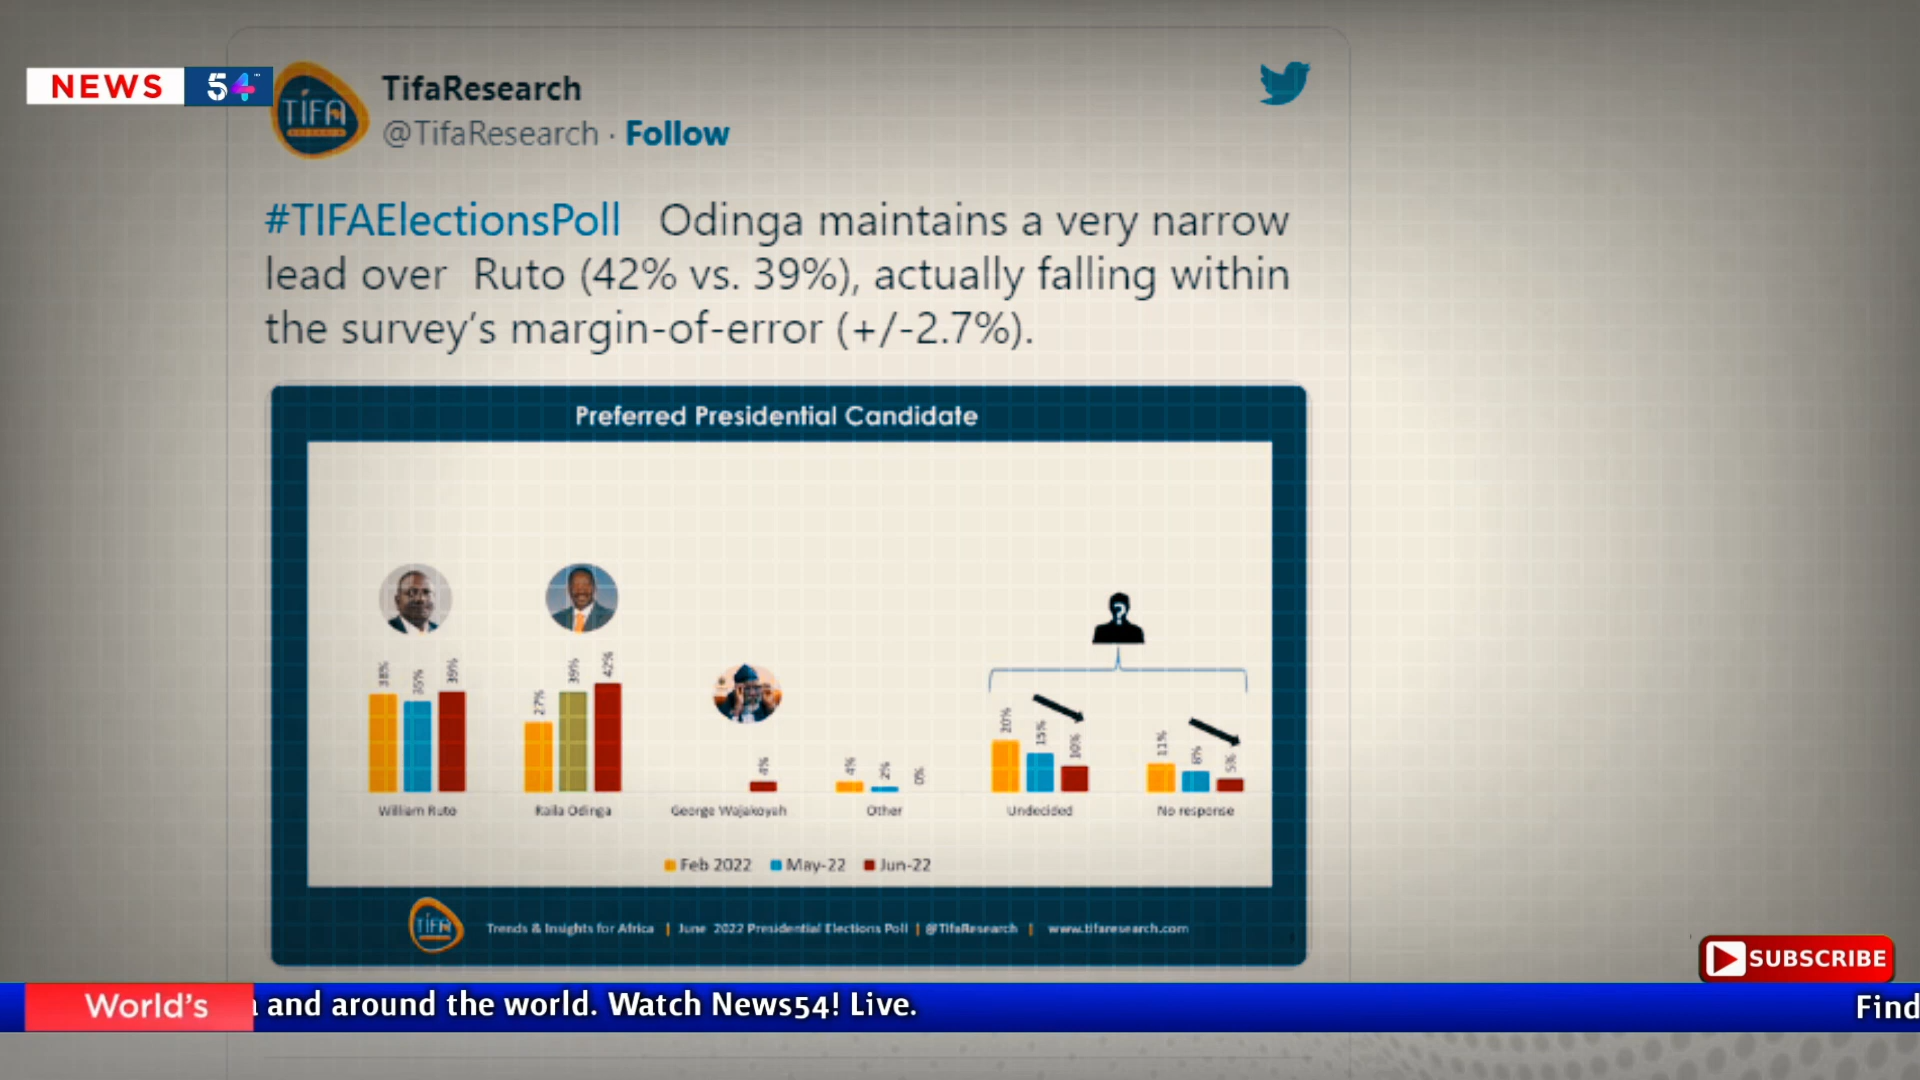 NEWS 54
TIFA
TifaResearch
@TifaResearch · Follow
#TIFAElectionsPoll Odinga maintains a very narrow
lead over Ruto (42% vs. 39%), actually falling within
the survey's margin-of-error (+/-2.7%).
Preferred Presidential Candidate
?
38% 35% 39% 27% 39% 42% 4% 4% 2% 0% 20% 15% 10% 11% 8% 5%
William Ruto Raila Odinga George Wajakoyah Other Undecided No response
Feb 2022 May-22 Jun-22
TIFA Trends & Insights for Africa | June 2022 Presidential Elections Poll | @TifaResearch | www.tifaresearch.com
SUBSCRIBE
World's a and around the world. Watch News54! Live. Find